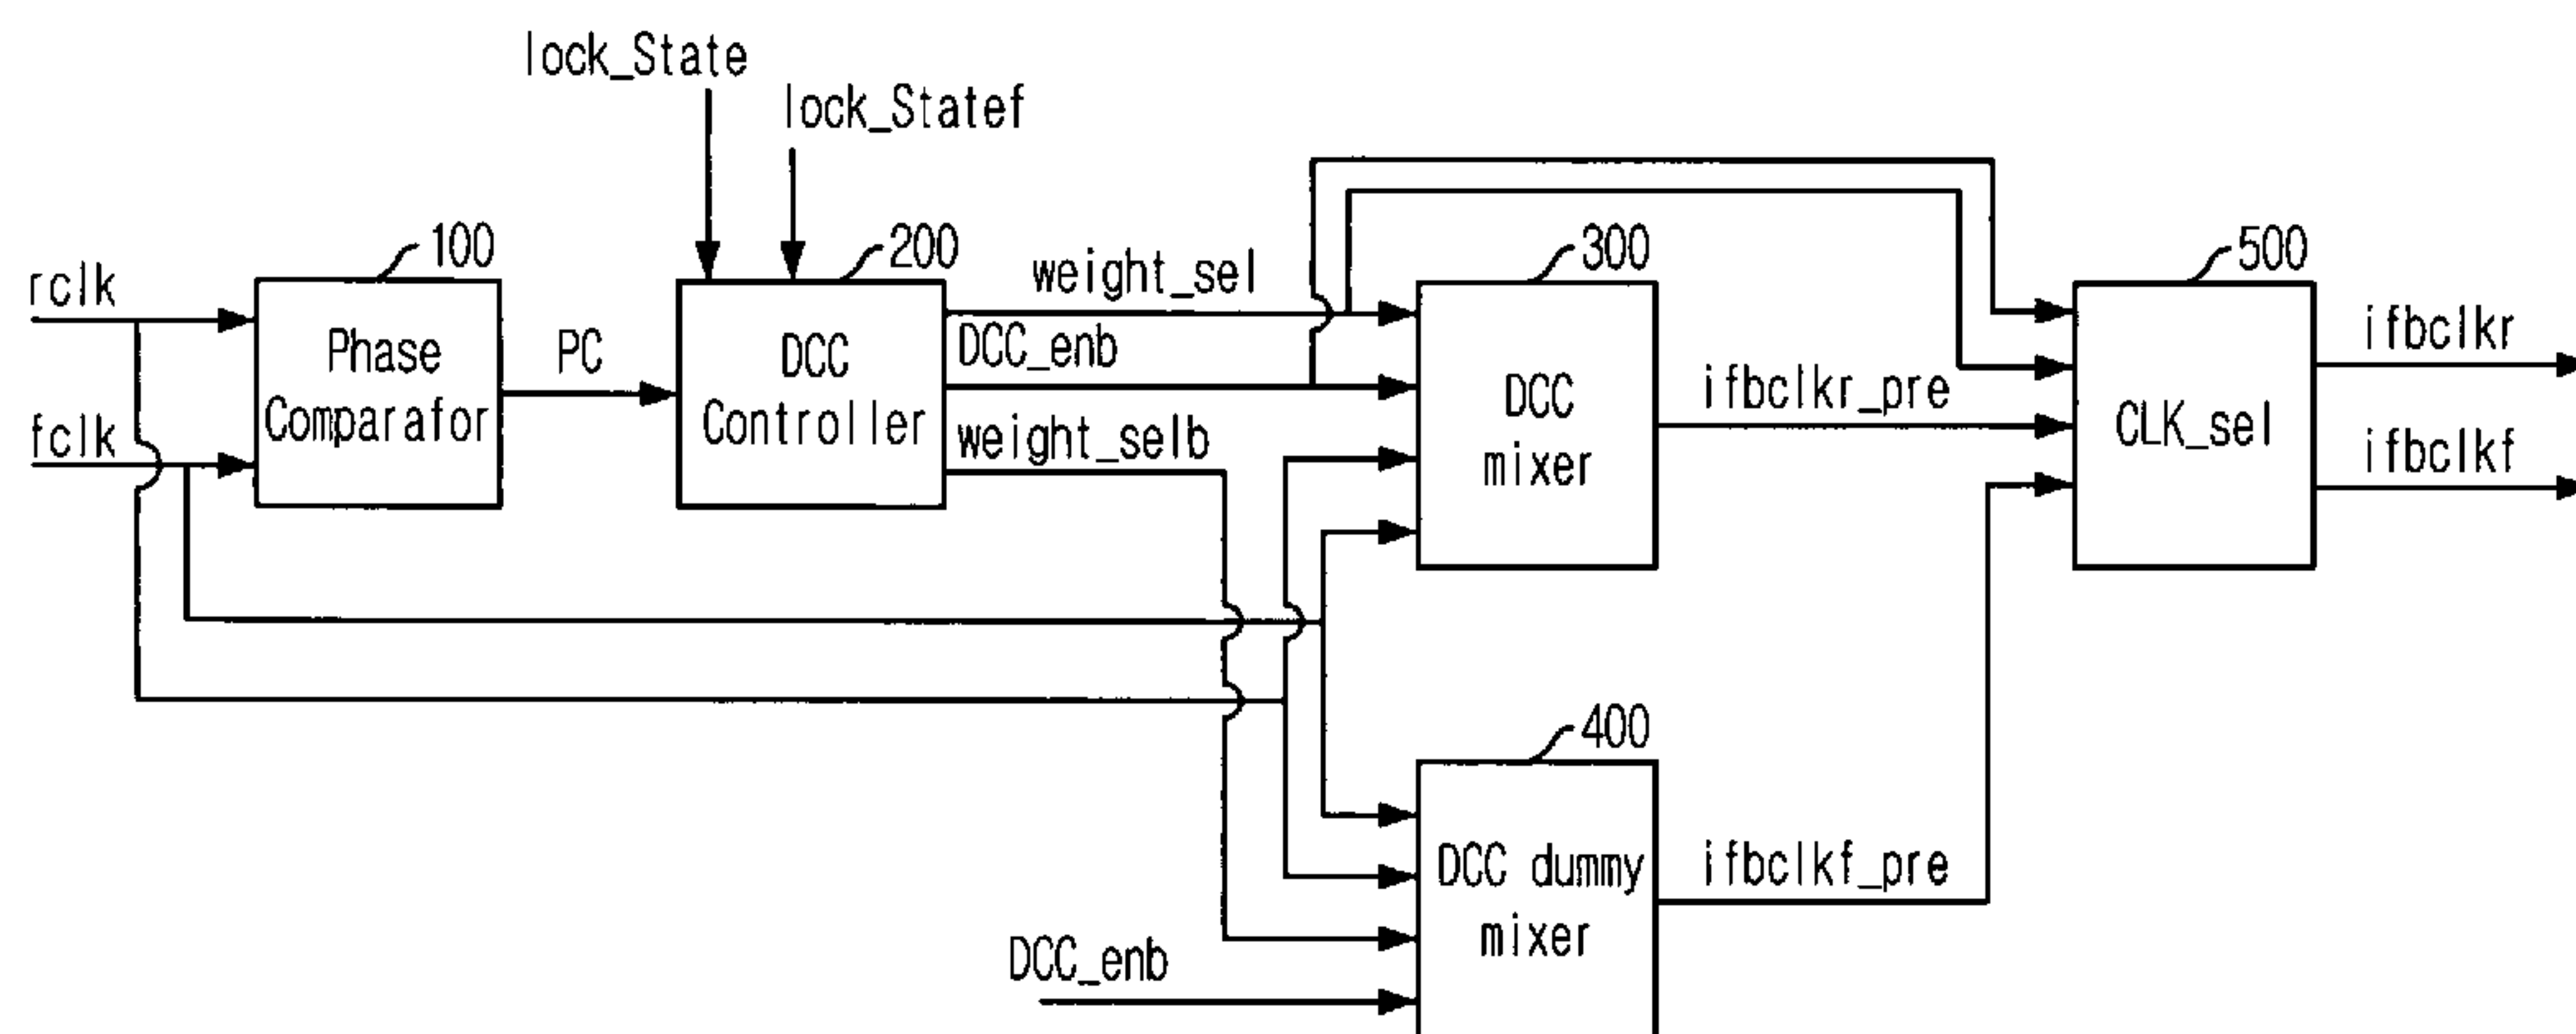 lock_State
lock_Statef
100
200
300
500
rclk
fclk
Phase
Comparafor
PC
DCC
Controller
weight_sel
DCC_enb
weight_selb
DCC
mixer
ifbclkr_pre
CLK_sel
ifbclkr
ifbclkf
400
DCC dummy
mixer
ifbclkf_pre
DCC_enb